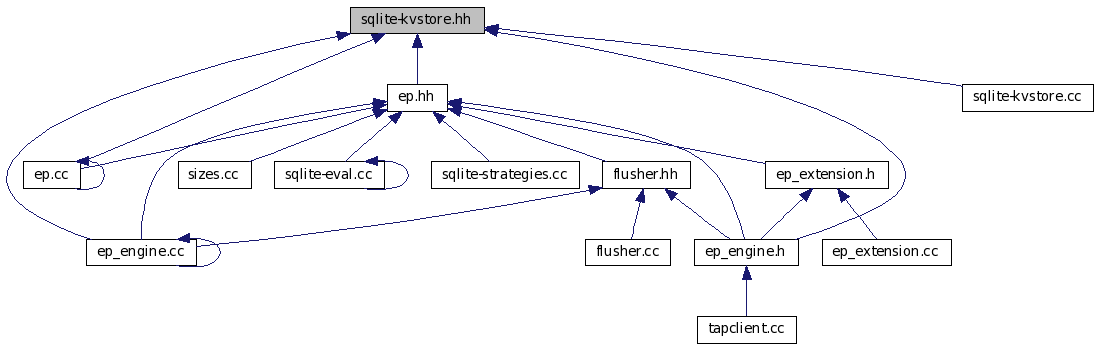 sqlite-kvstore.hh
ep.hh
sqlite-kvstore.cc
ep.cc
sizes.cc
sqlite-eval.cc
sqlite-strategies.cc
flusher.hh
ep_extension.h
ep_engine.cc
flusher.cc
ep_engine.h
ep_extension.cc
tapclient.cc